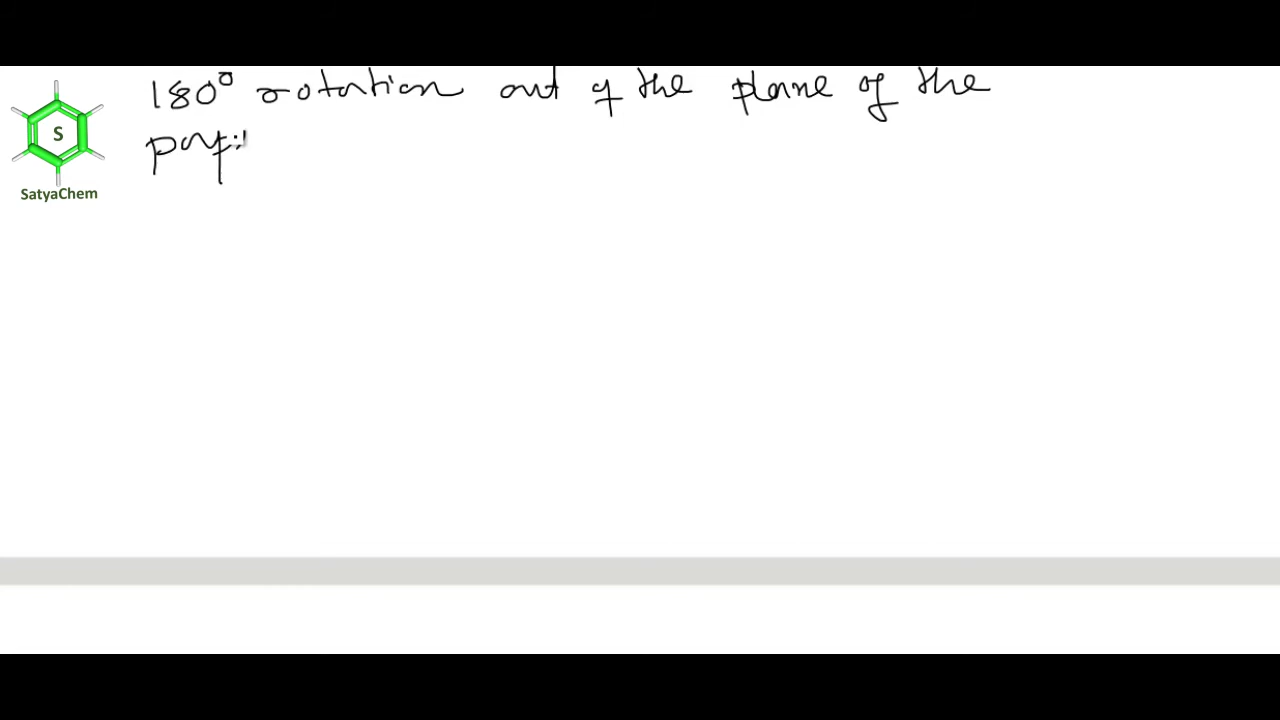 180° rotation out of the plane of the
S
SatyaChem